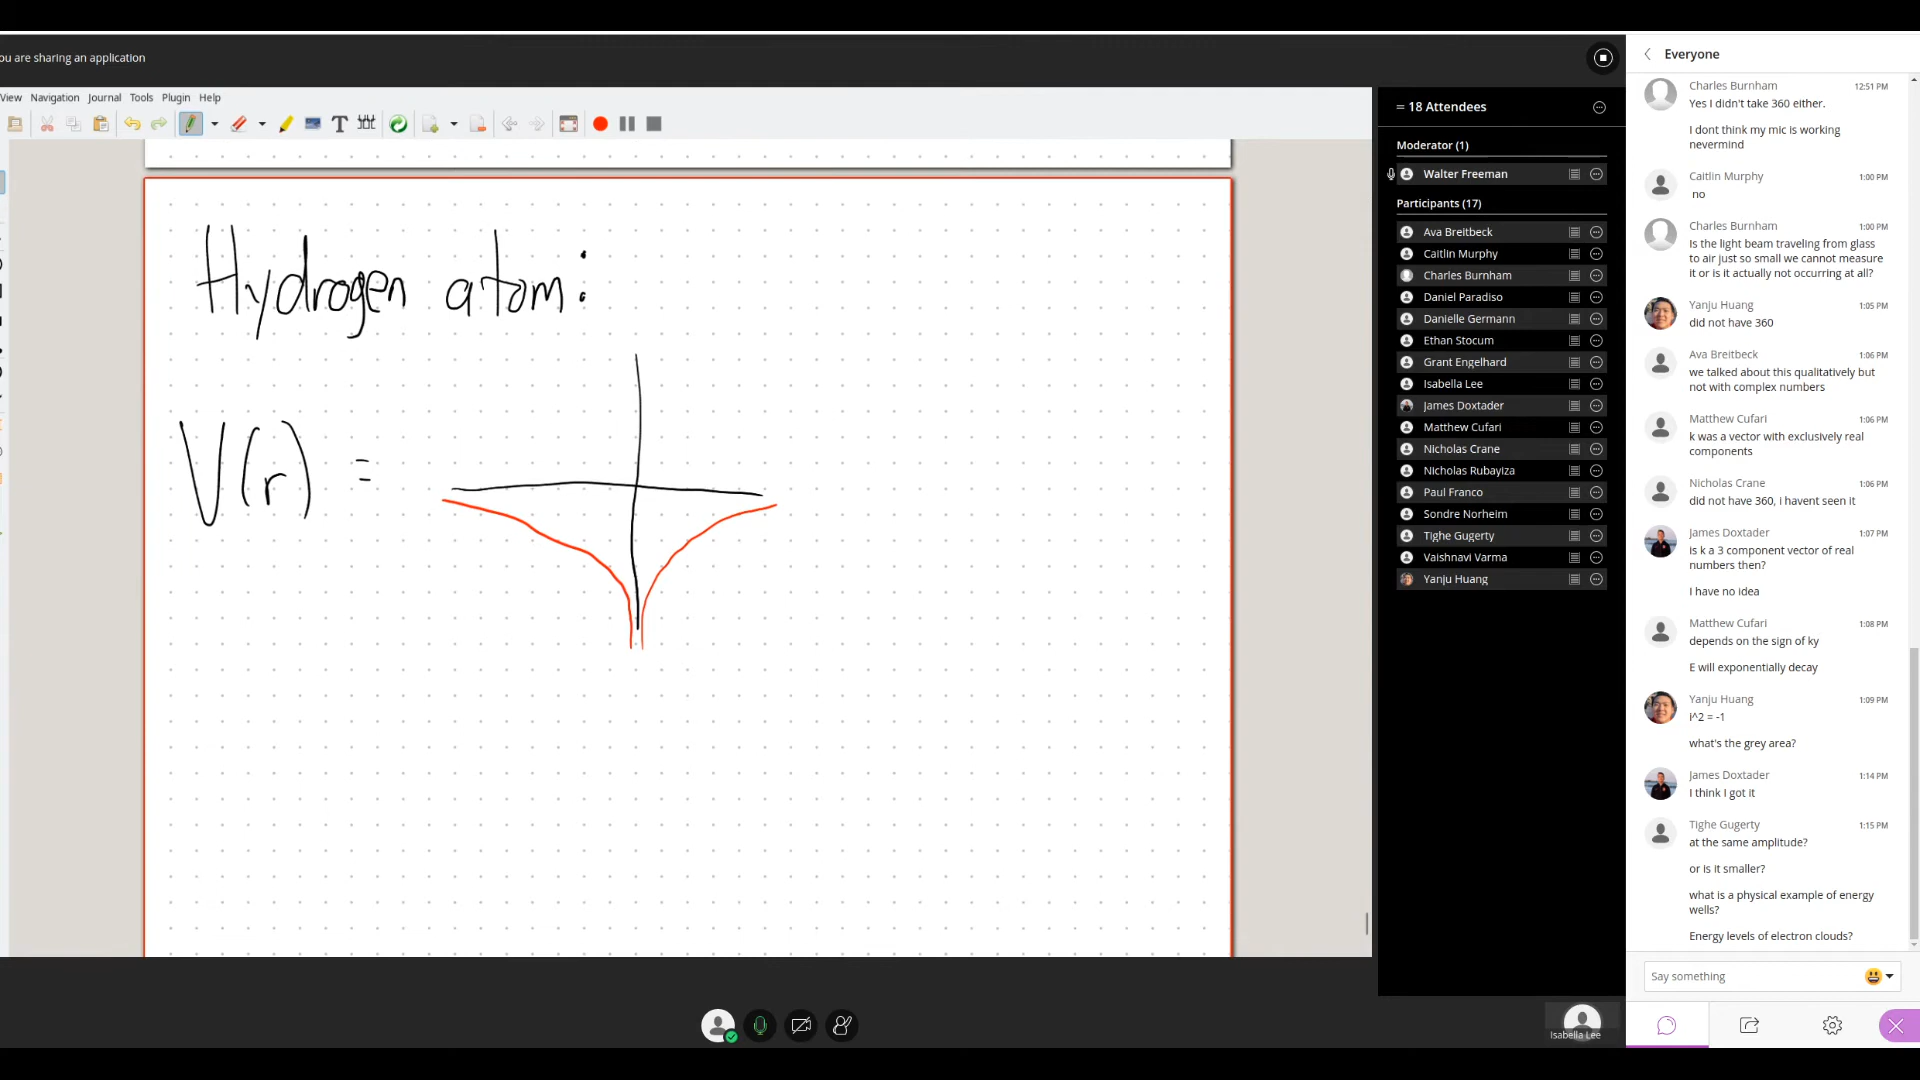 ou are sharing an application
View Navigation Journal Tools Plugin Help
T
Hydrogen atom:
V(r) =
18 Attendees
Moderator (1)
Walter Freeman
Participants (17)
Ava Breitbeck
Caitlin Murphy
Charles Burnham
Daniel Paradiso
Danielle Germann
Ethan Stocum
Grant Engelhard
Isabella Lee
James Doxtader
Matthew Cufari
Nicholas Crane
Nicholas Rubayiza
Paul Franco
Sondre Norheim
Tighe Gugerty
Vaishnavi Varma
Yanju Huang
Isabella Lee
Everyone
Charles Burnham 12:51 PM
Yes I didn't take 360 either.
I dont think my mic is working
nevermind
Caitlin Murphy 1:00 PM
no
Charles Burnham 1:00 PM
Is the light beam traveling from glass
to air just so small we cannot measure
it or is it actually not occurring at all?
Yanju Huang 1:05 PM
did not have 360
Ava Breitbeck 1:06 PM
we talked about this qualitatively but
not with complex numbers
Matthew Cufari 1:06 PM
k was a vector with exclusively real
components
Nicholas Crane 1:06 PM
did not have 360, i havent seen it
James Doxtader 1:07 PM
is k a 3 component vector of real
numbers then?
I have no idea
Matthew Cufari 1:08 PM
depends on the sign of ky
E will exponentially decay
Yanju Huang 1:09 PM
i^2 = -1
what's the grey area?
James Doxtader 1:14 PM
I think I got it
Tighe Gugerty 1:15 PM
at the same amplitude?
or is it smaller?
what is a physical example of energy
wells?
Energy levels of electron clouds?
Say something